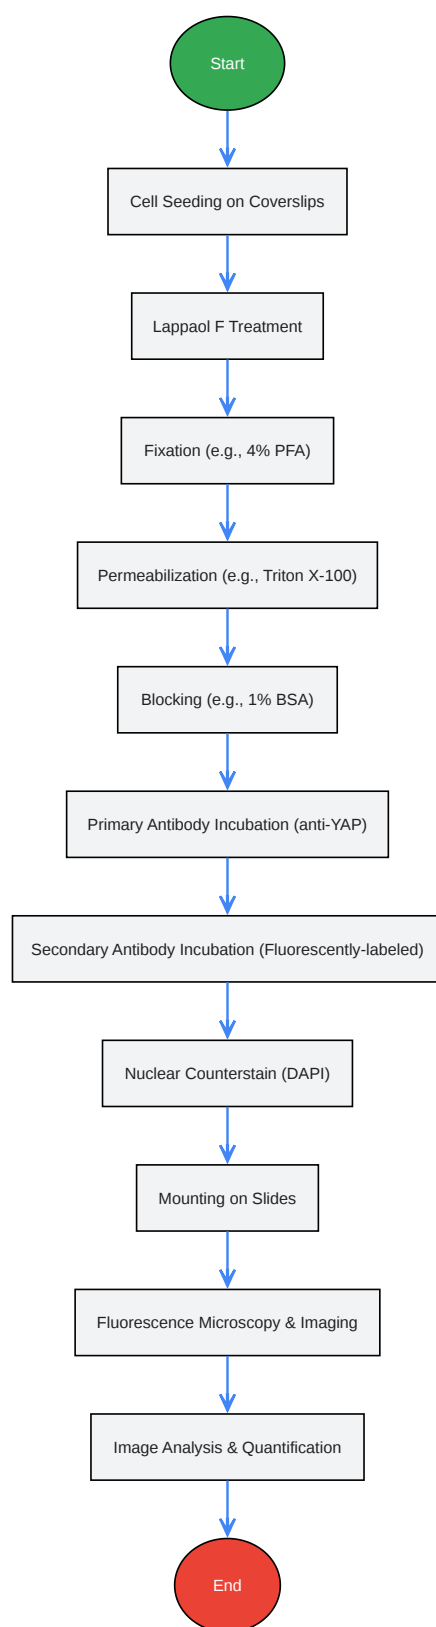 Start
Cell Seeding on Coverslips
Lappaol F Treatment
Fixation (e.g., 4% PFA)
Permeabilization (e.g., Triton X-100)
Blocking (e.g., 1% BSA)
Primary Antibody Incubation (anti-YAP)
Secondary Antibody Incubation (Fluorescently-labeled)
Nuclear Counterstain (DAPI)
Mounting on Slides
Fluorescence Microscopy & Imaging
Image Analysis & Quantification
End